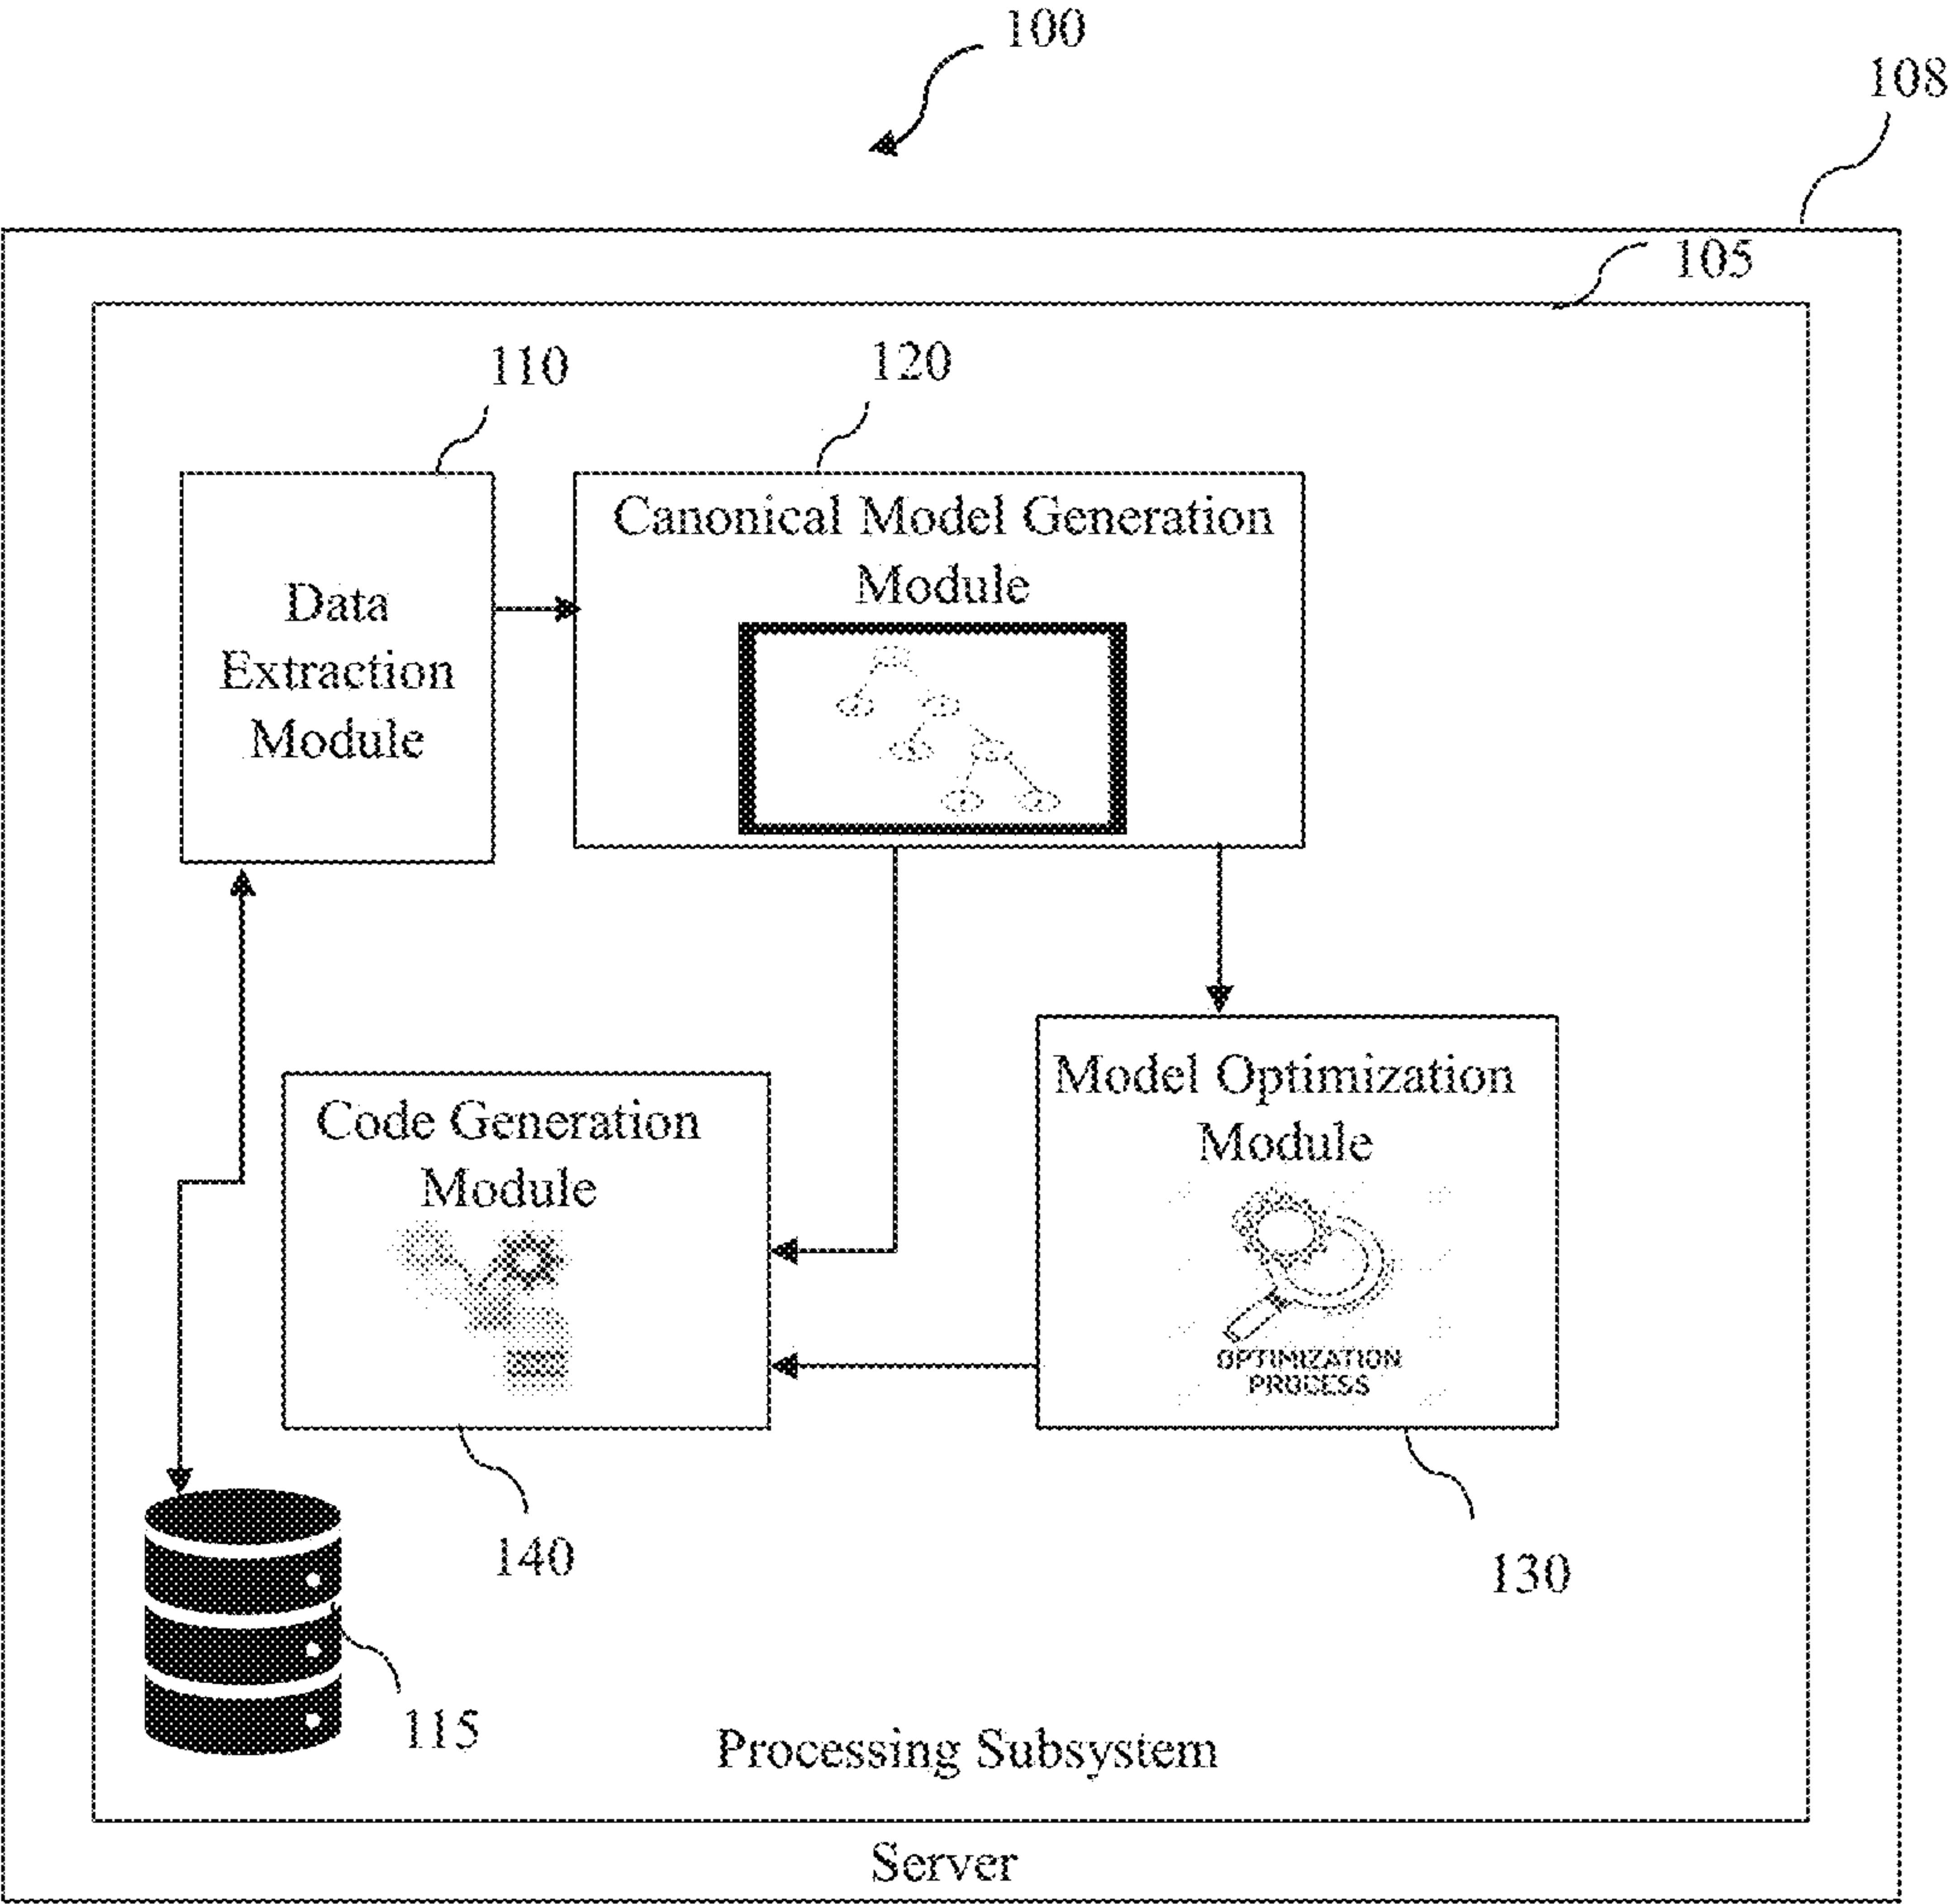 100
108
105
110
120
Canonical Model Generation
Module
Data
Extraction
Module
Model Optimization
Module
Code Generation
Module
OPTIMIZATION
PROCESS
140
130
115
Processing Subsystem
Server